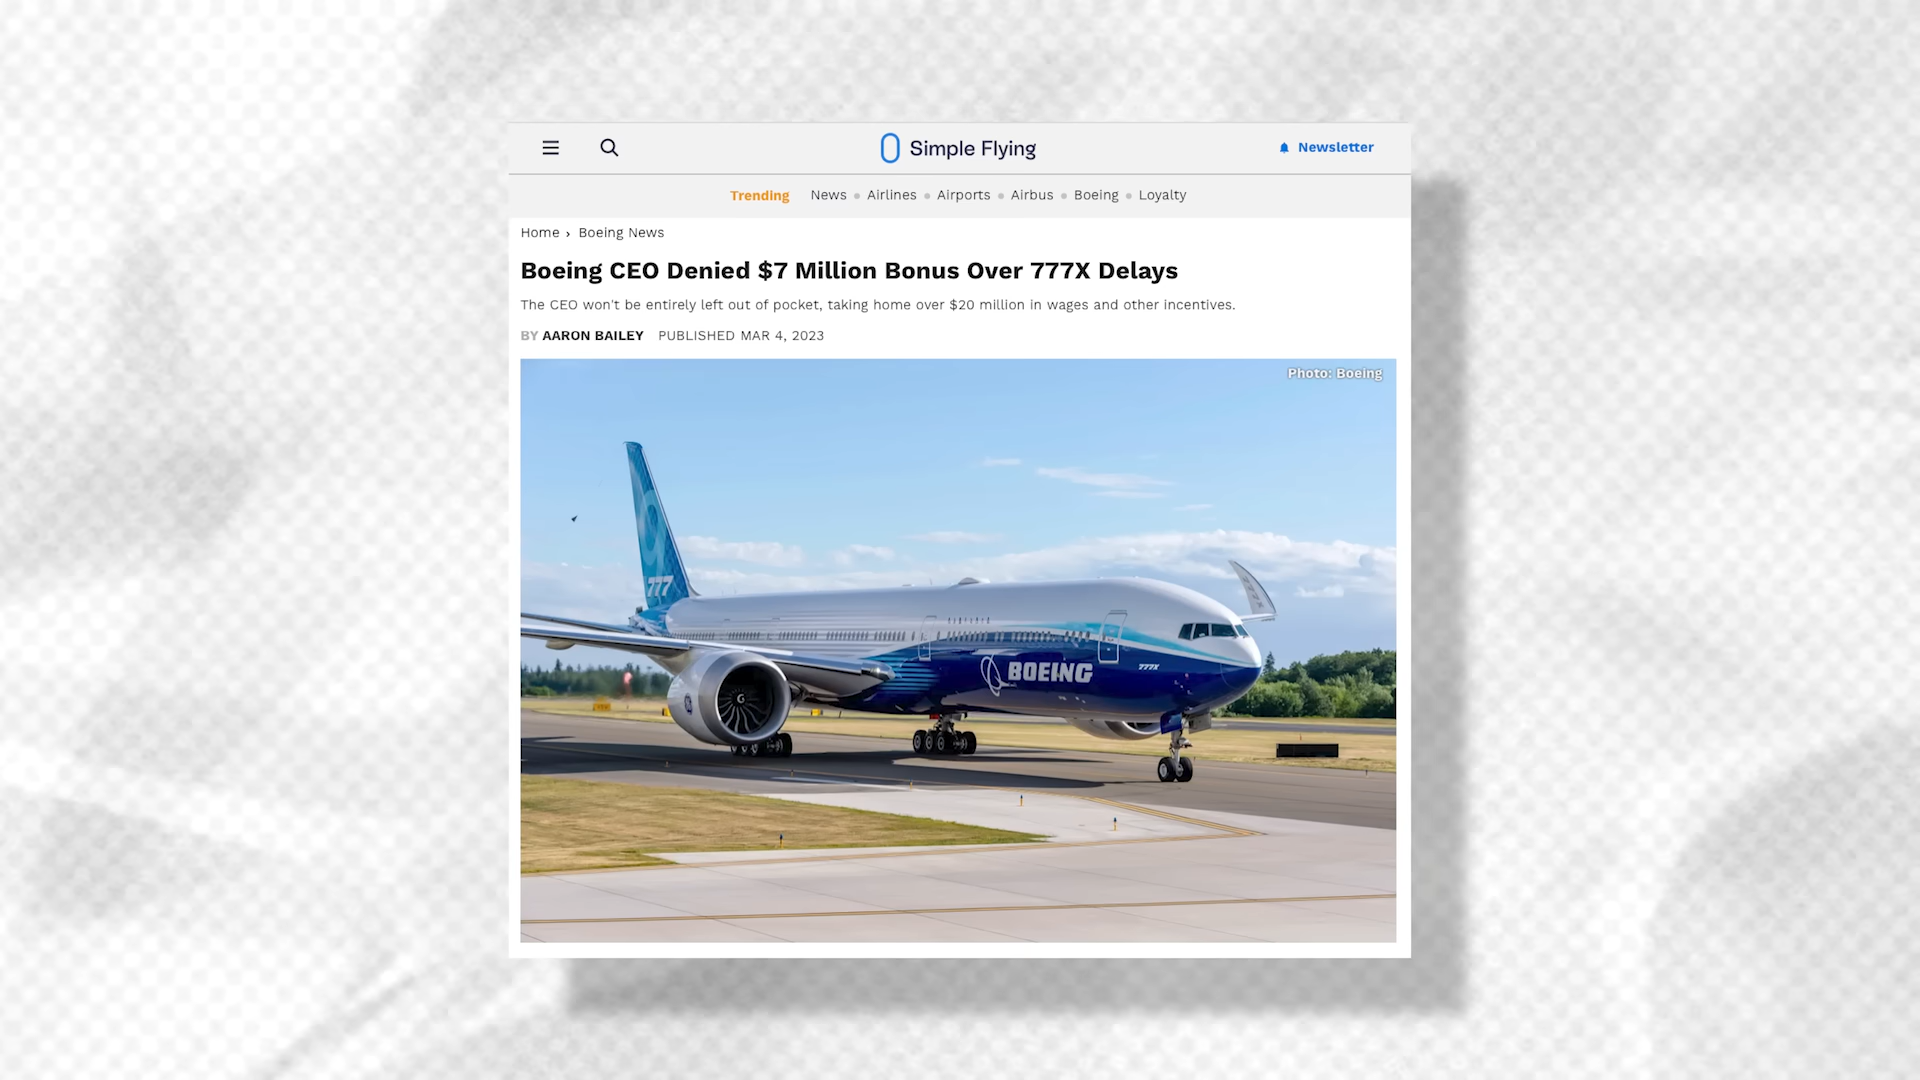 Simple Flying
Newsletter
Trending News Airlines Airports Airbus Boeing Loyalty
Home › Boeing News
Boeing CEO Denied $7 Million Bonus Over 777X Delays
The CEO won't be entirely left out of pocket, taking home over $20 million in wages and other incentives.
BY AARON BAILEY PUBLISHED MAR 4, 2023
Photo: Boeing
777
BOEING
777X